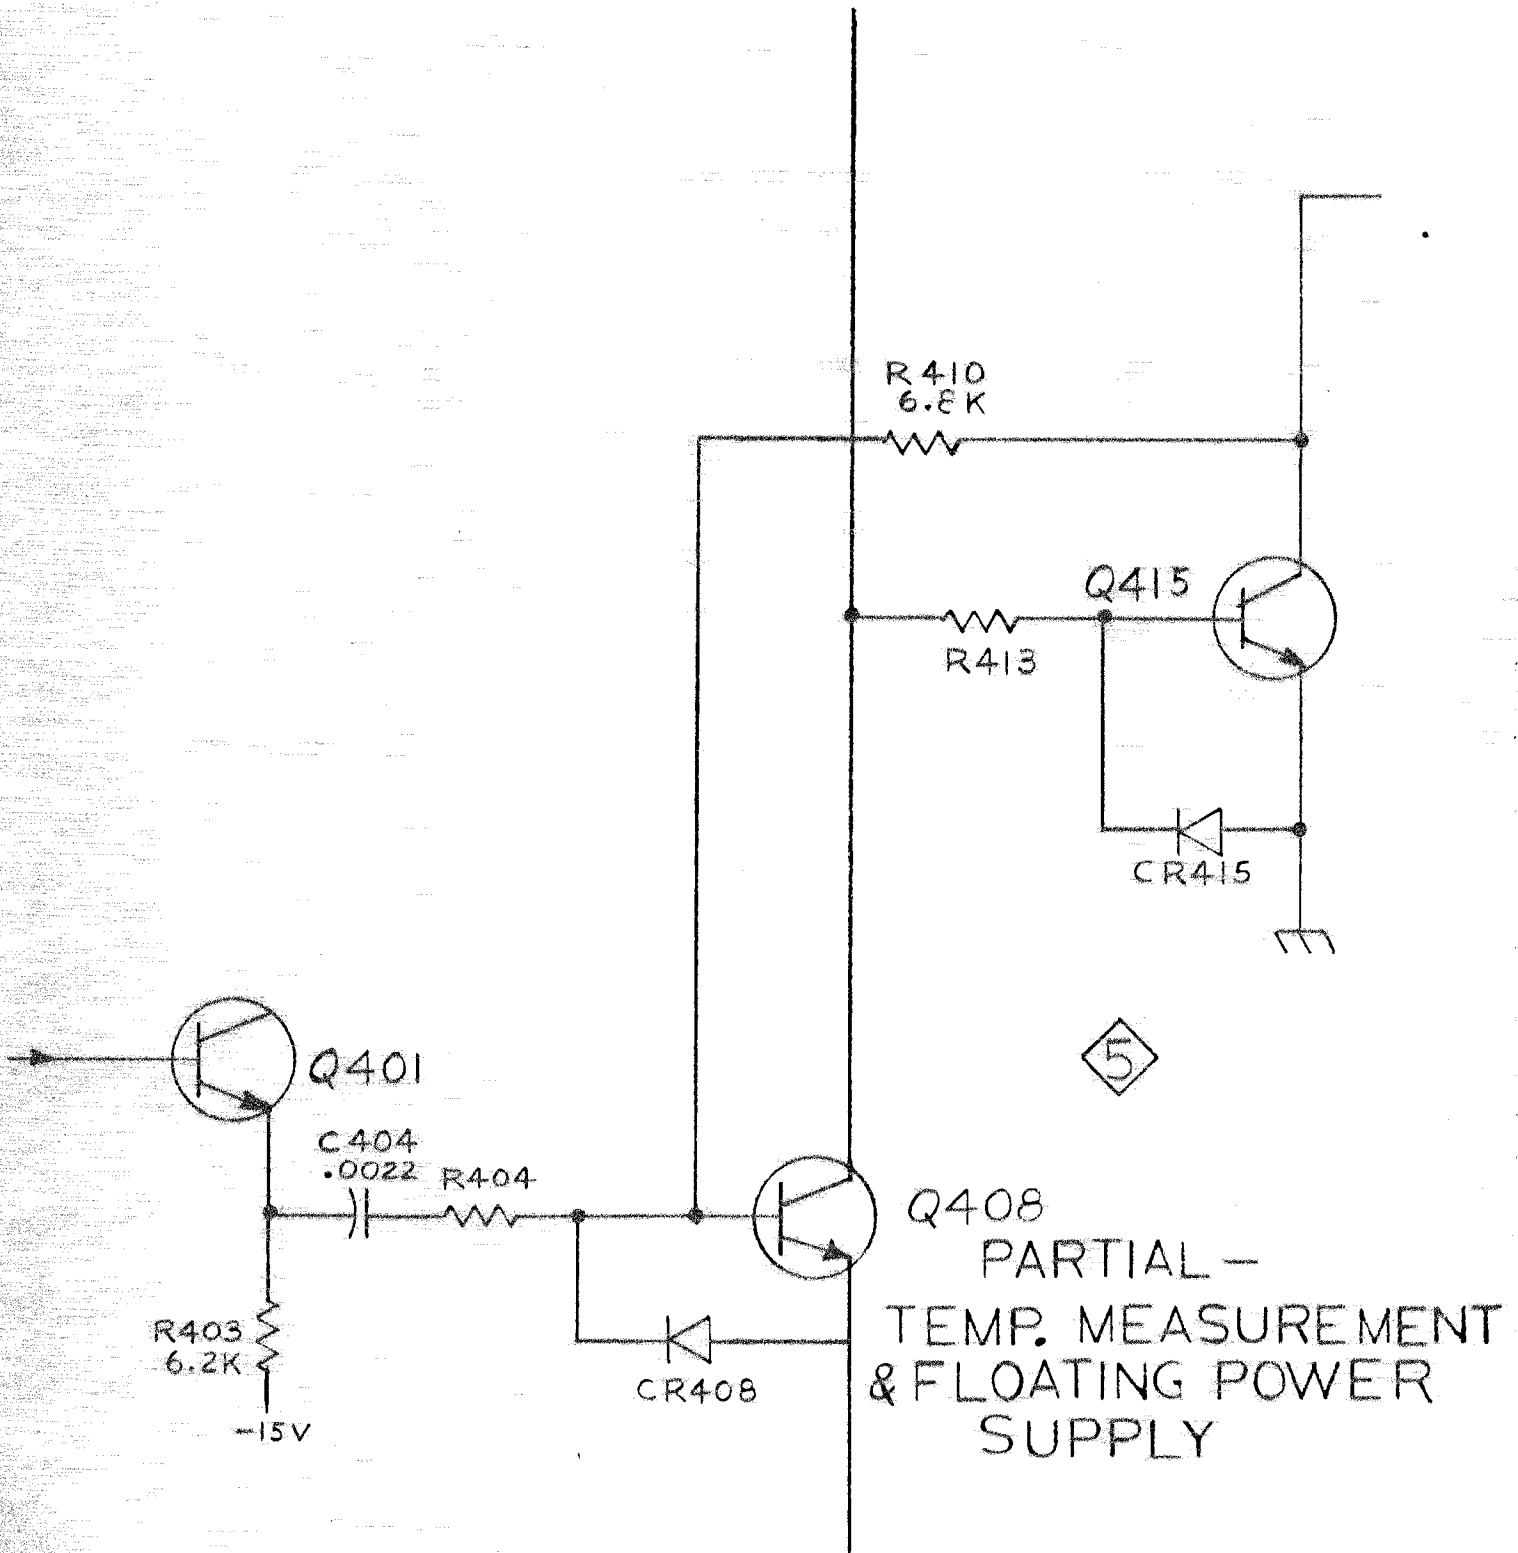 R410
6.8K
Q415
R413
CR415
Q401
5
C404
.0022
R404
Q408
R403
6.2K
-15V
CR408
PARTIAL-
TEMP. MEASUREMENT
& FLOATING POWER
SUPPLY